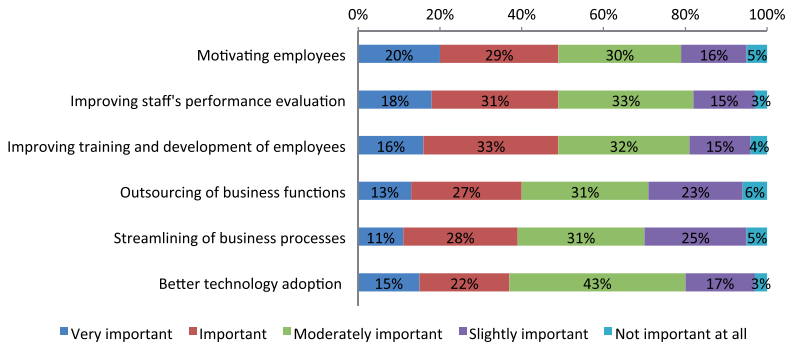 0% 20% 40% 60% 80% 100%
Motivating employees 20% 29% 30% 16% 5%
Improving staff's performance evaluation 18% 31% 33% 15% 3%
Improving training and development of employees 16% 33% 32% 15% 4%
Outsourcing of business functions 13% 27% 31% 23% 6%
Streamlining of business processes 11% 28% 31% 25% 5%
Better technology adoption 15% 22% 43% 17% 3%
Very important Important Moderately important Slightly important Not important at all